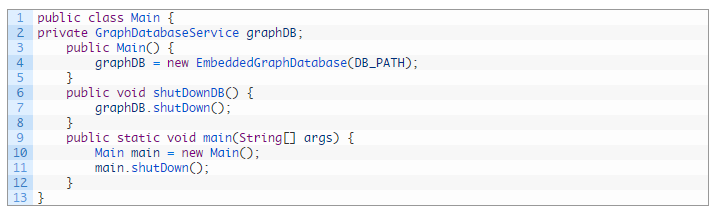 1 public class Main {
2 private GraphDatabaseService graphDB;
3     public Main() {
4         graphDB = new EmbeddedGraphDatabase(DB_PATH);
5     }
6     public void shutDownDB() {
7         graphDB.shutDown();
8     }
9     public static void main(String[] args) {
10         Main main = new Main();
11         main.shutDown();
12     }
13 }